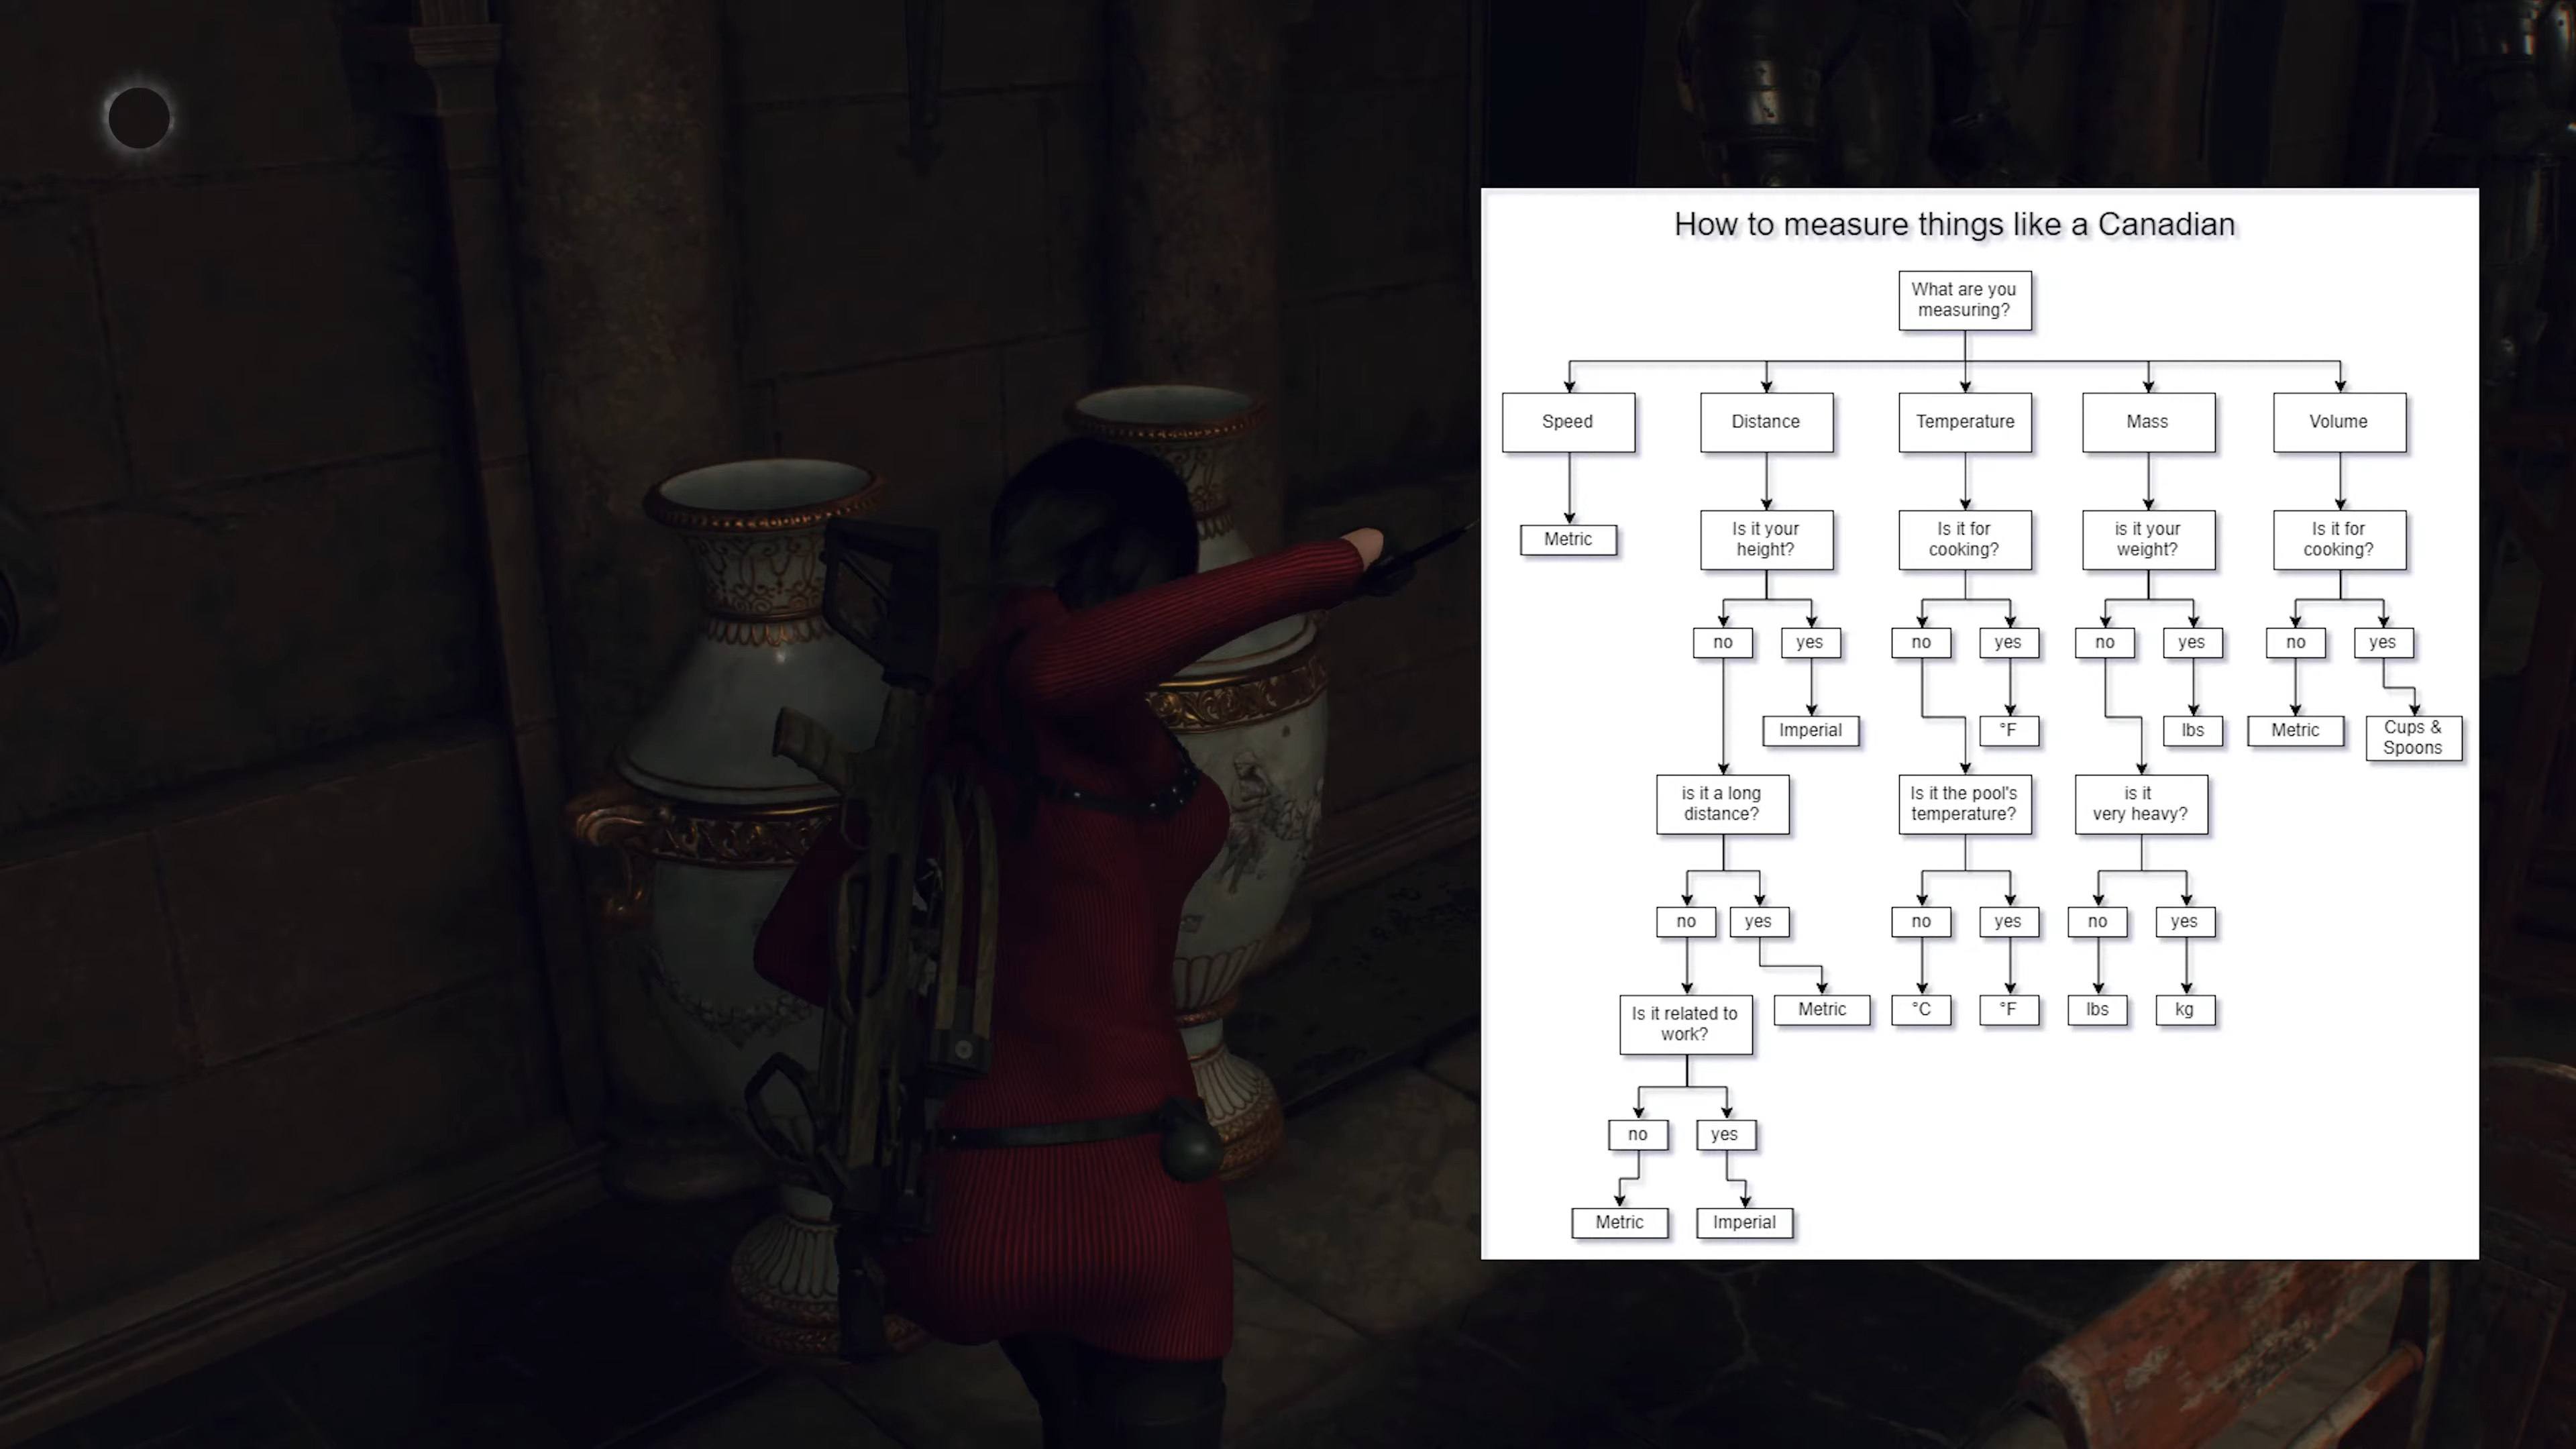 How to measure things like a Canadian
What are you
measuring?
Speed
Distance
Temperature
Mass
Volume
Metric
Is it your
height?
Is it for
cooking?
is it your
weight?
Is it for
cooking?
no
yes
no
yes
no
yes
no
yes
Imperial
°F
lbs
Metric
Cups &
Spoons
is it a long
distance?
Is it the pool's
temperature?
is it
very heavy?
no
yes
no
yes
no
yes
Is it related to
work?
Metric
°C
°F
lbs
kg
no
yes
Metric
Imperial